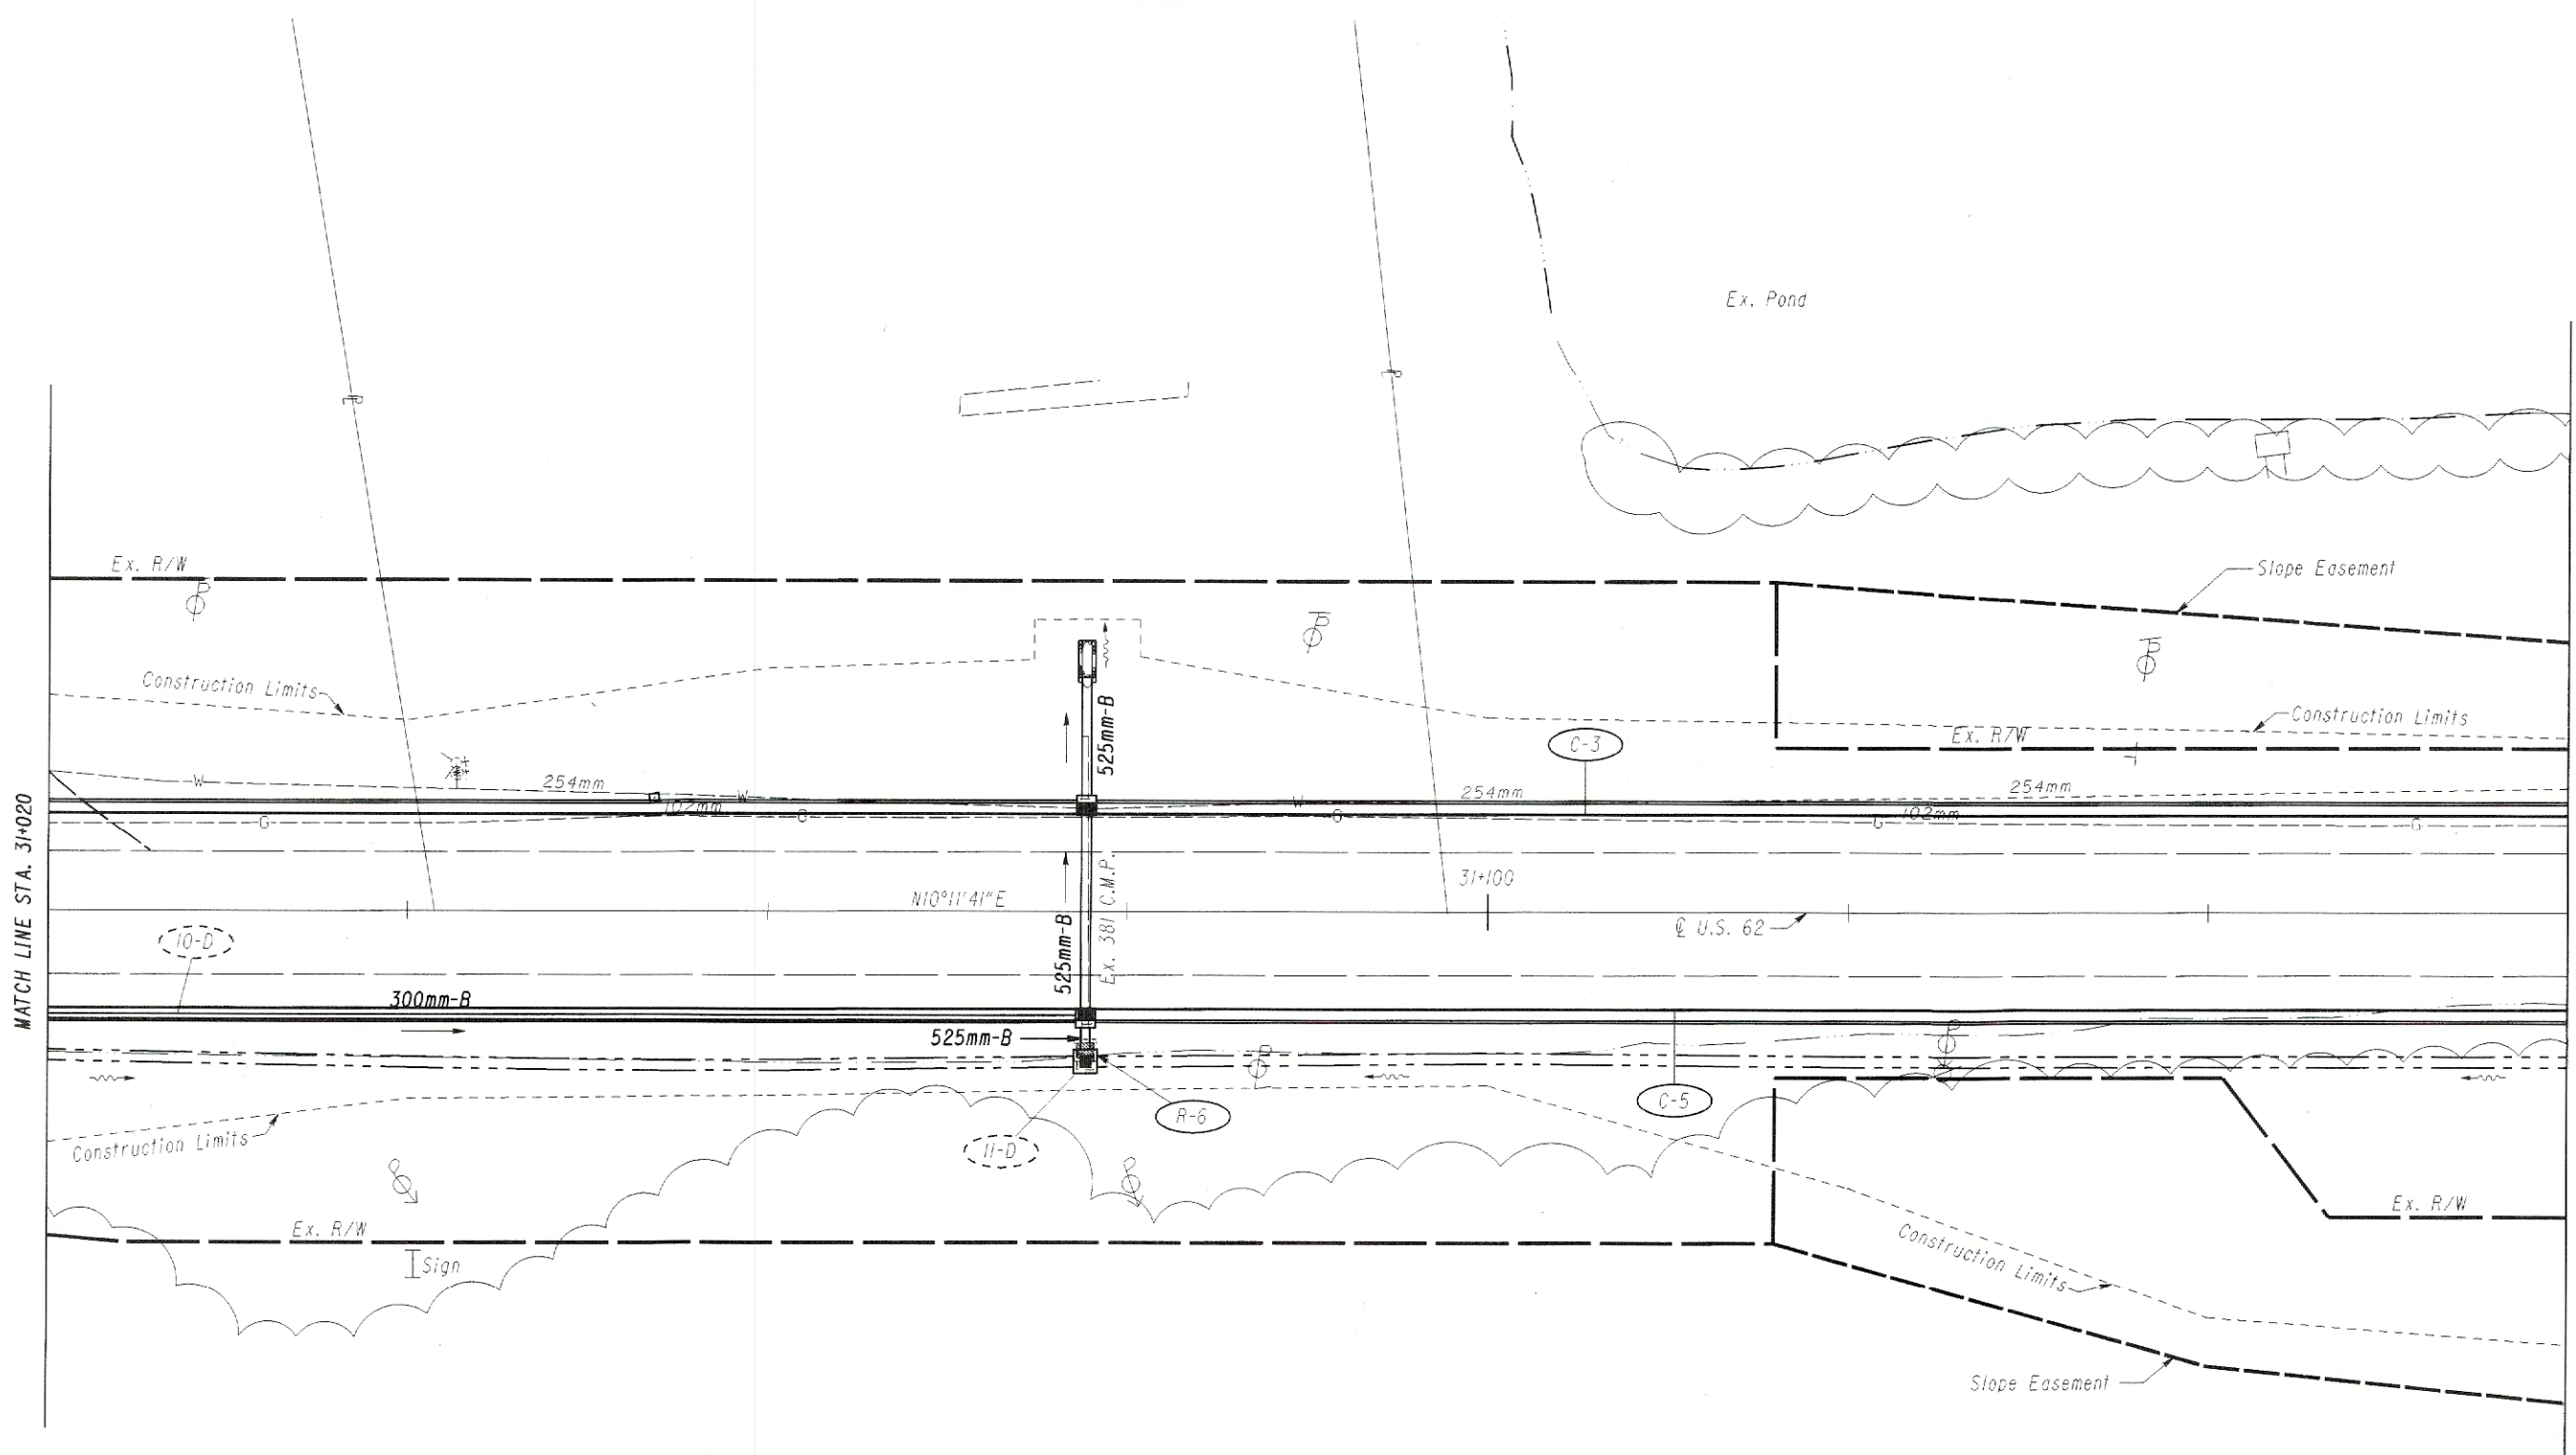 Ex. Pond
Ex. R/W
Slope Easement
Construction Limits
525mm-B
C-3
Construction Limits
Ex. R/W
W
254mm
W
W
254mm
254mm
102mm
102mm
G
G
G
G
G
MATCH LINE STA. 31+020
N10°11'41"E
Ex. 381 C.M.P.
525mm-B
31+100
℄ U.S. 62
10-D
300mm-B
525mm-B
R-6
11-D
C-5
Construction Limits
Ex. R/W
Sign
Ex. R/W
Construction Limits
Slope Easement